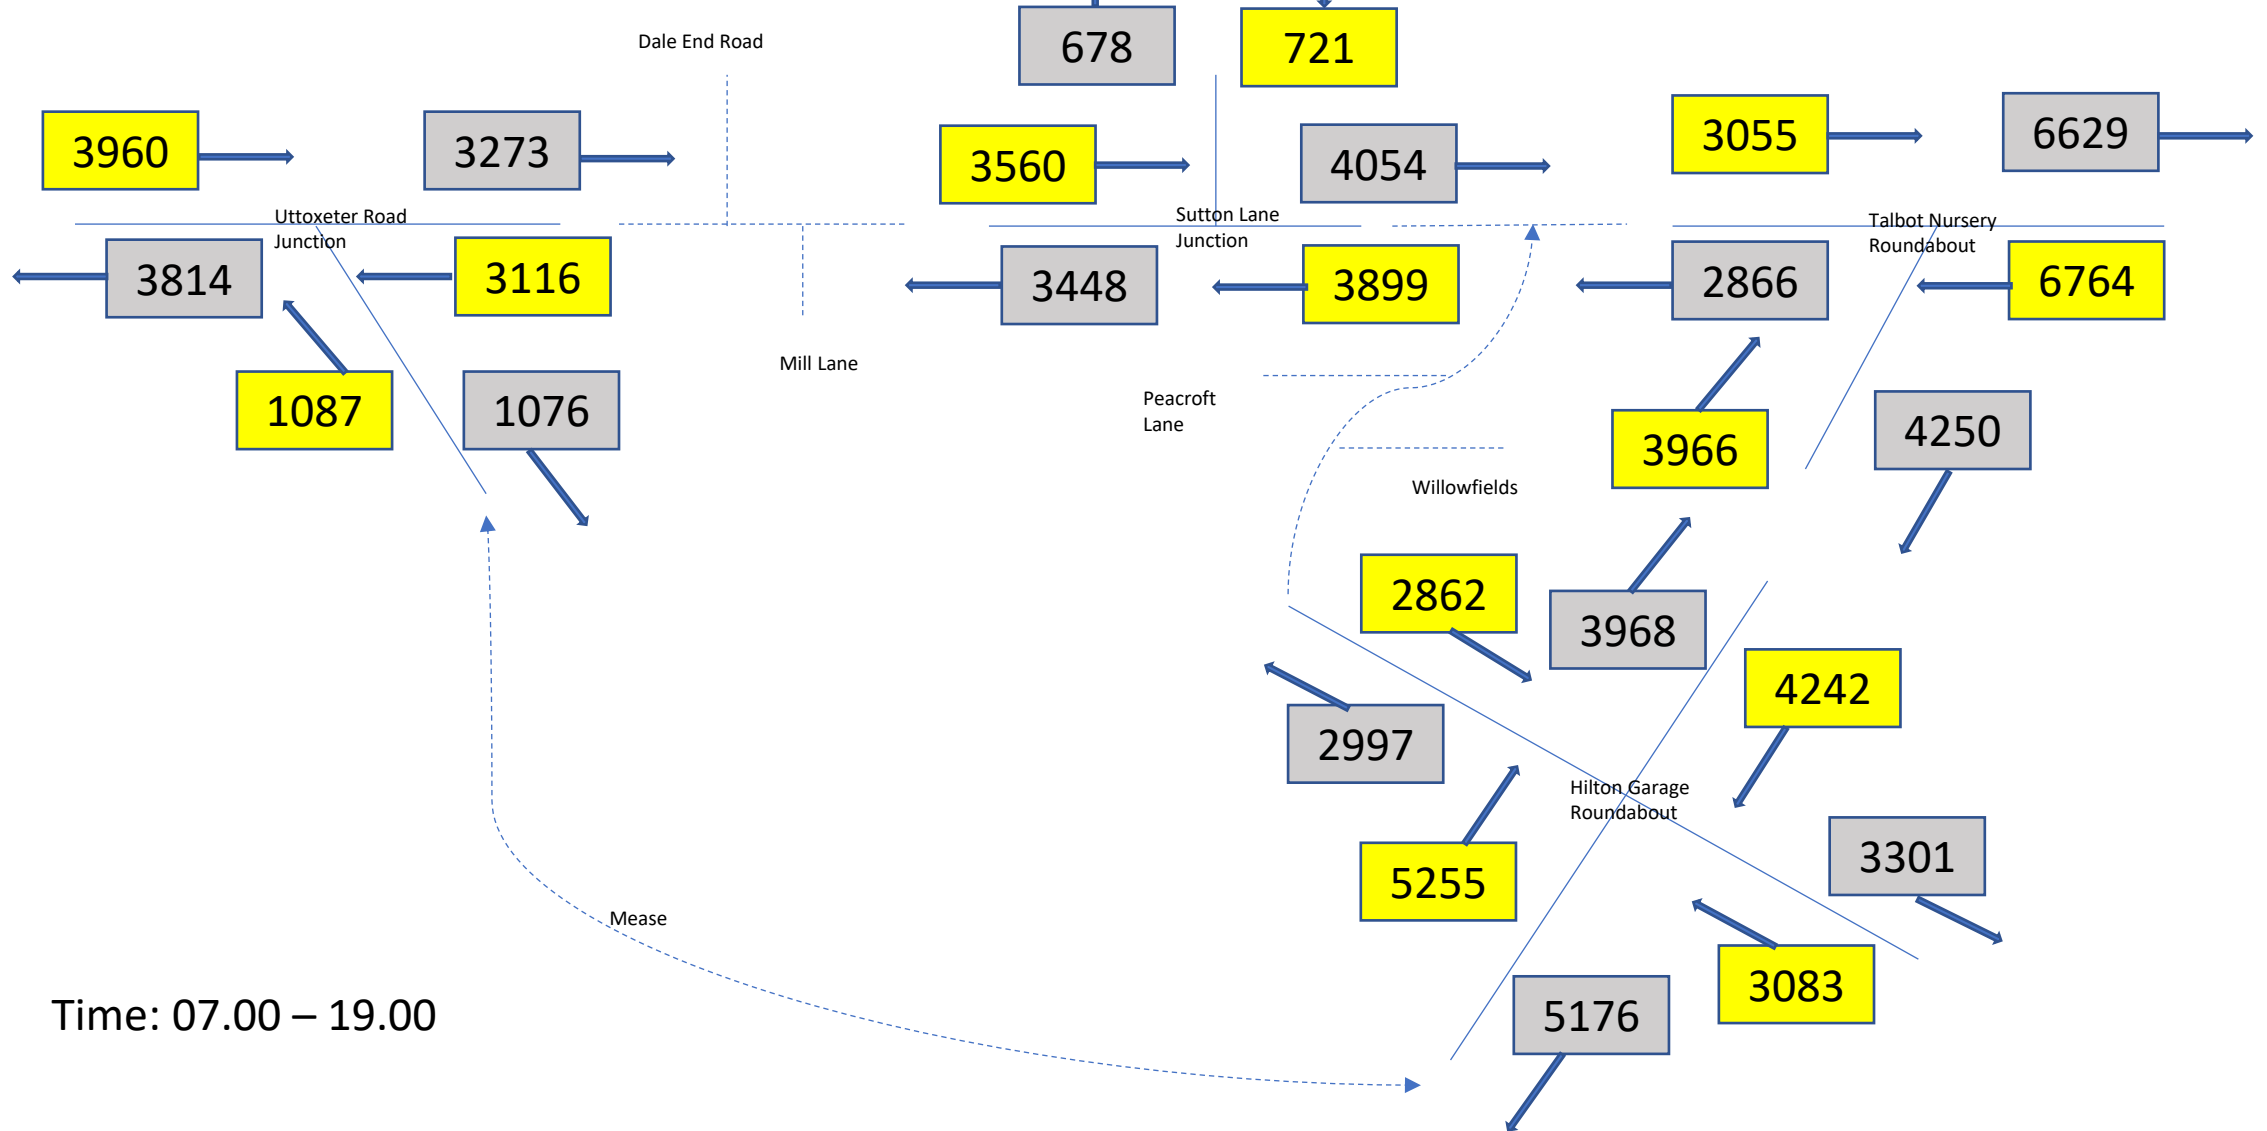 678
721
Dale End Road
3960
3273
3560
4054
3055
6629
Uttoxeter Road
Junction
Sutton Lane
Junction
Talbot Nursery
Roundabout
3814
3116
3448
3899
2866
6764
Mill Lane
1087
1076
Peacroft
Lane
3966
4250
Willowfields
2862
3968
4242
2997
Hilton Garage
Roundabout
5255
3301
Mease
3083
5176
Time: 07.00 – 19.00